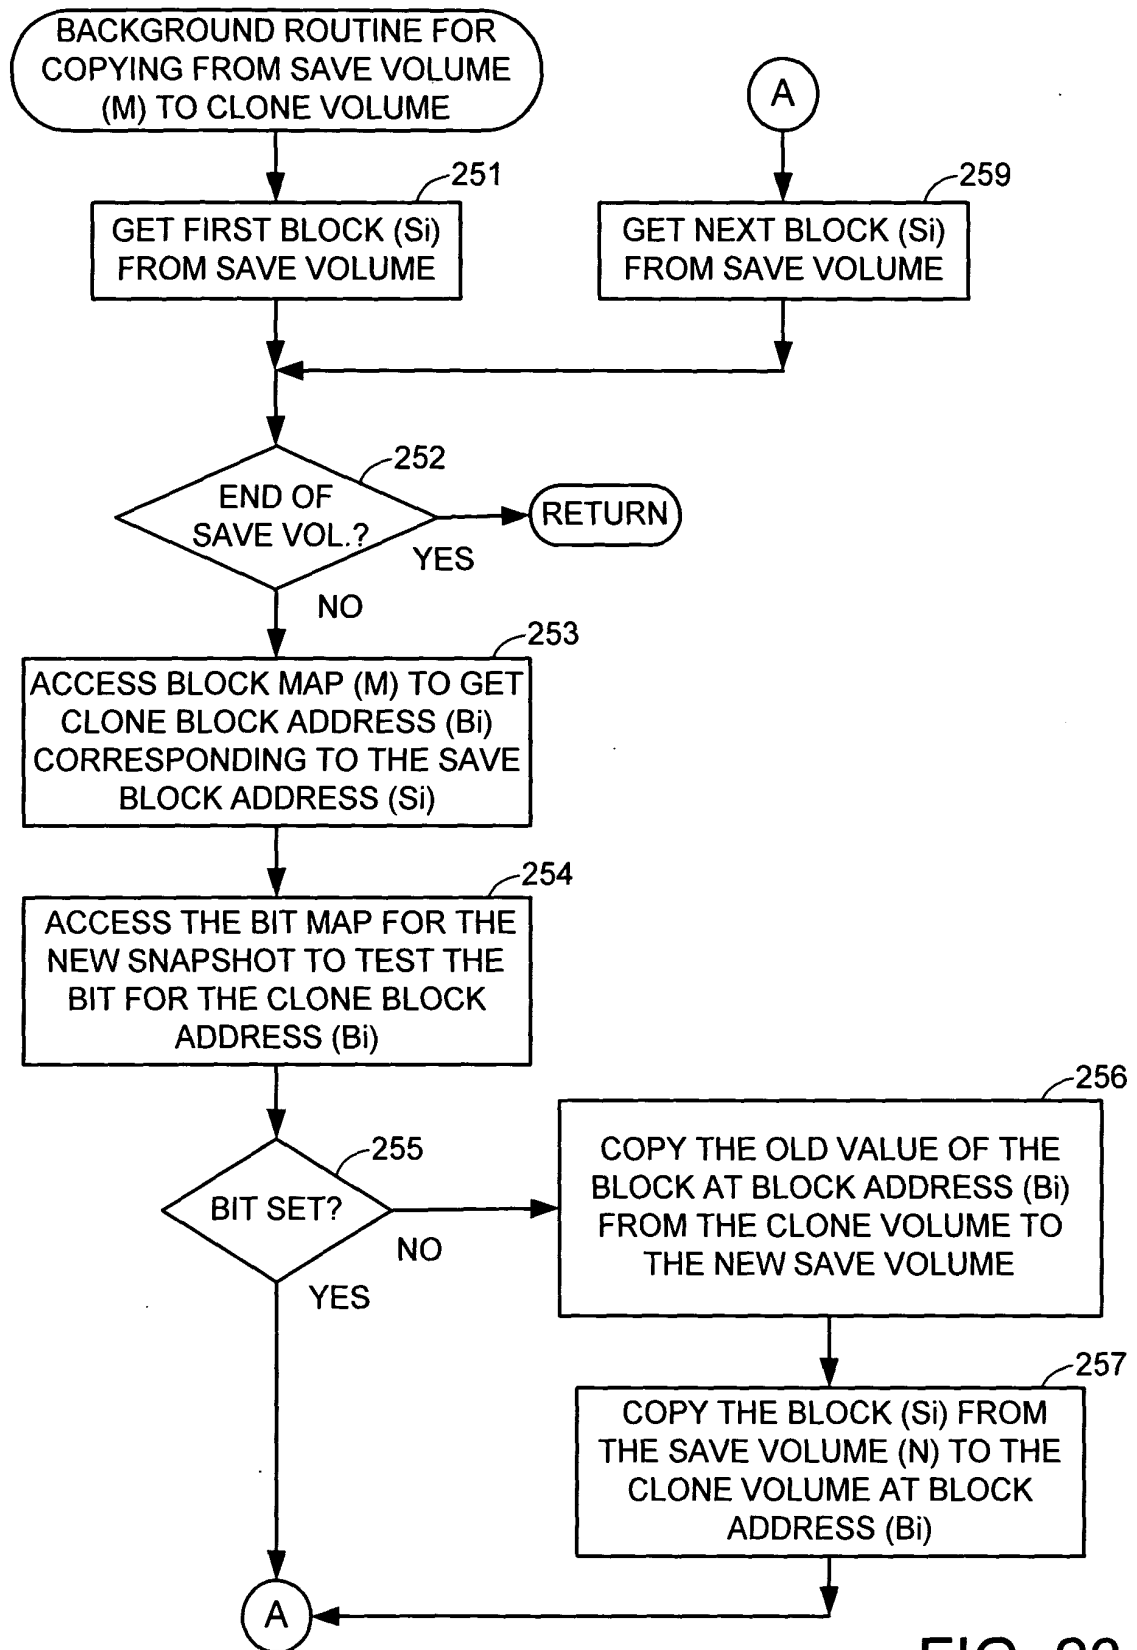 BACKGROUND ROUTINE FOR
COPYING FROM SAVE VOLUME
(M) TO CLONE VOLUME
A
251
GET FIRST BLOCK (Si)
FROM SAVE VOLUME
259
GET NEXT BLOCK (Si)
FROM SAVE VOLUME
252
END OF
SAVE VOL.?
YES
RETURN
NO
253
ACCESS BLOCK MAP (M) TO GET
CLONE BLOCK ADDRESS (Bi)
CORRESPONDING TO THE SAVE
BLOCK ADDRESS (Si)
254
ACCESS THE BIT MAP FOR THE
NEW SNAPSHOT TO TEST THE
BIT FOR THE CLONE BLOCK
ADDRESS (Bi)
255
BIT SET?
NO
YES
256
COPY THE OLD VALUE OF THE
BLOCK AT BLOCK ADDRESS (Bi)
FROM THE CLONE VOLUME TO
THE NEW SAVE VOLUME
257
COPY THE BLOCK (Si) FROM
THE SAVE VOLUME (N) TO THE
CLONE VOLUME AT BLOCK
ADDRESS (Bi)
A